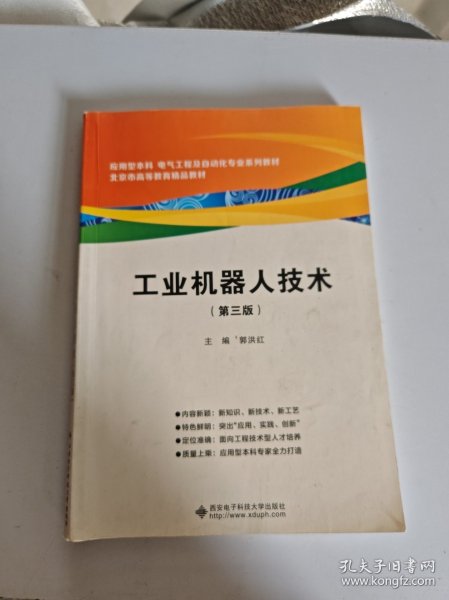 应用型本科 电气工程及自动化专业系列教材
北京市高等教育精品教材
工业机器人技术
（第三版）
主 编 郭洪红
●内容新颖：新知识、新技术、新工艺
●特色鲜明：突出“应用、实践、创新”
●定位准确：面向工程技术型人才培养
●质量上乘：应用型本科专家全力打造
西安电子科技大学出版社
http://www.xduph.com
孔夫子旧书网
www.kongfz.com